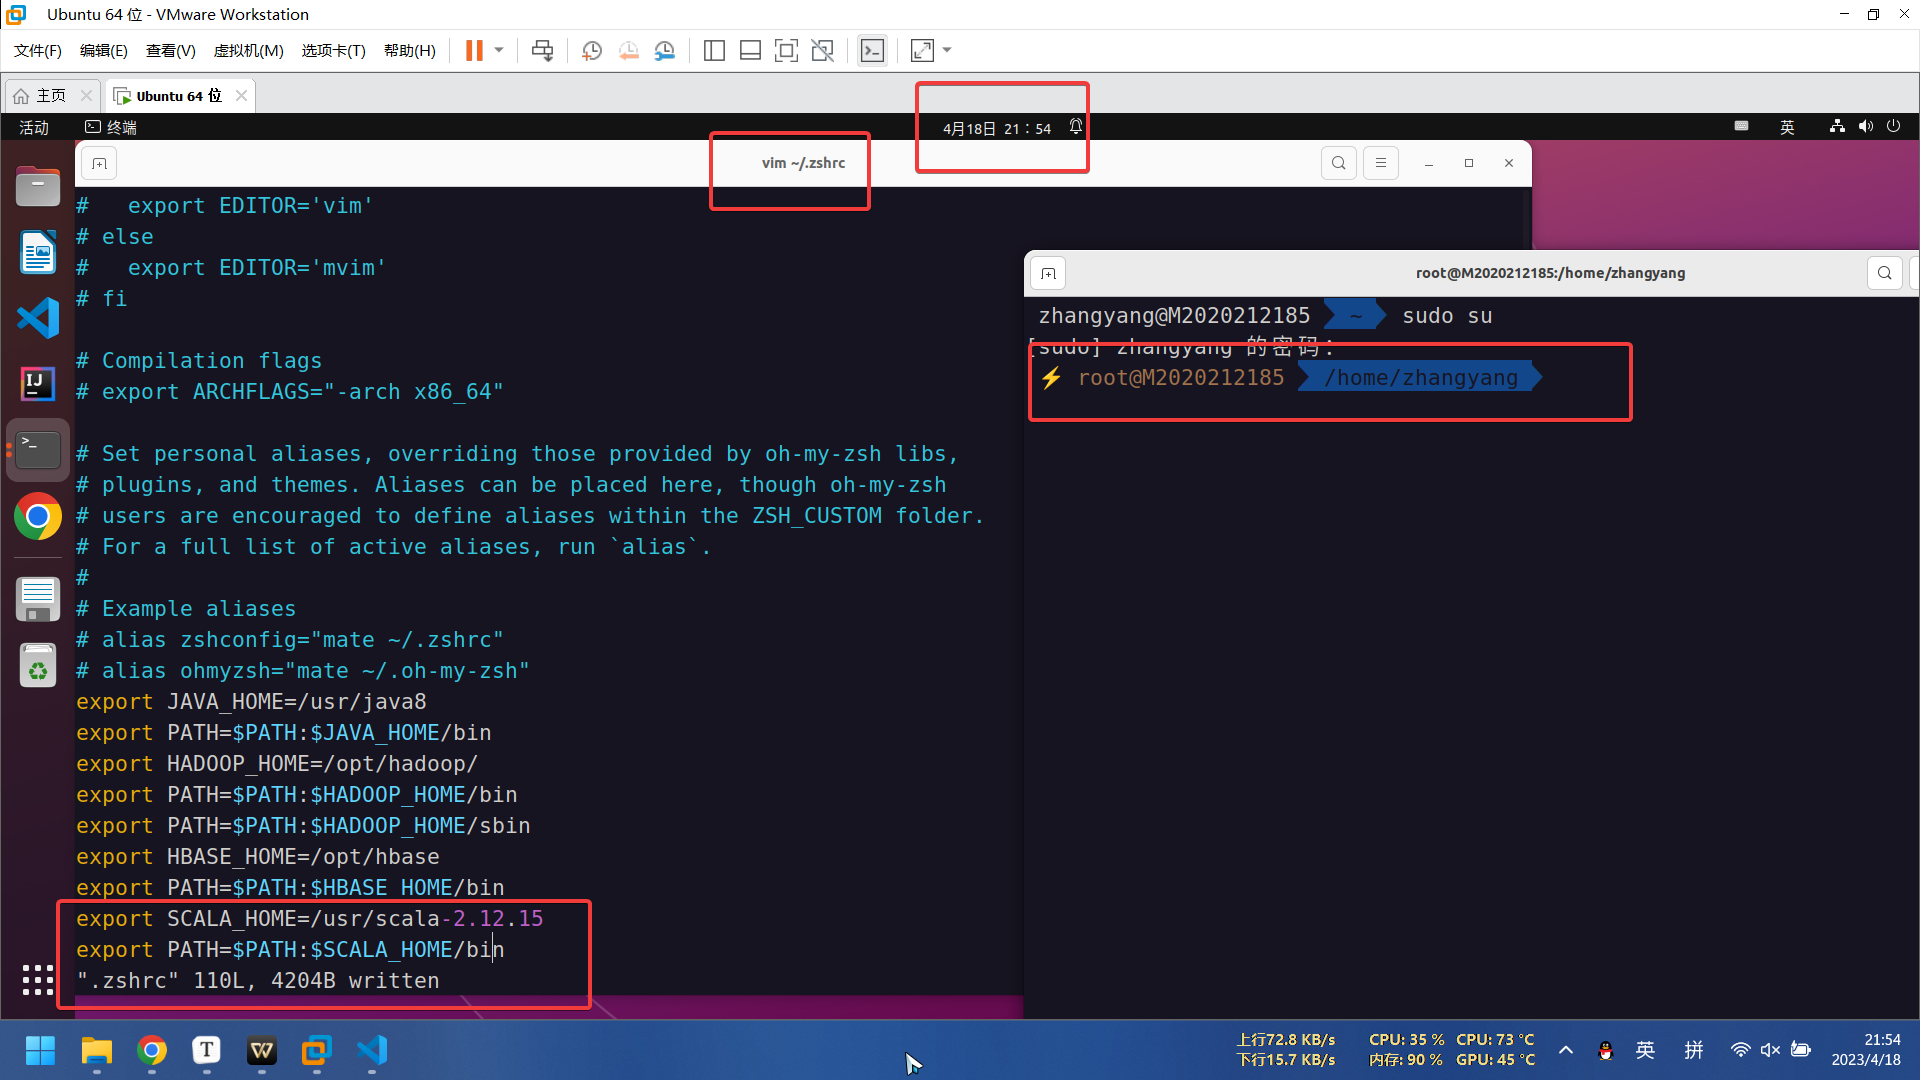 Ubuntu 64 位 - VMware Workstation
文件(F) 编辑(E) 查看(V) 虚拟机(M) 选项卡(T) 帮助(H)
主页 Ubuntu 64 位
活动 终端 4月18日 21：54 英
vim ~/.zshrc
#   export EDITOR='vim'
# else
#   export EDITOR='mvim'
# fi
# Compilation flags
# export ARCHFLAGS="-arch x86_64"
# Set personal aliases, overriding those provided by oh-my-zsh libs,
# plugins, and themes. Aliases can be placed here, though oh-my-zsh
# users are encouraged to define aliases within the ZSH_CUSTOM folder.
# For a full list of active aliases, run `alias`.
#
# Example aliases
# alias zshconfig="mate ~/.zshrc"
# alias ohmyzsh="mate ~/.oh-my-zsh"
export JAVA_HOME=/usr/java8
export PATH=$PATH:$JAVA_HOME/bin
export HADOOP_HOME=/opt/hadoop/
export PATH=$PATH:$HADOOP_HOME/bin
export PATH=$PATH:$HADOOP_HOME/sbin
export HBASE_HOME=/opt/hbase
export PATH=$PATH:$HBASE_HOME/bin
export SCALA_HOME=/usr/scala-2.12.15
export PATH=$PATH:$SCALA_HOME/bin
".zshrc" 110L, 4204B written
root@M2020212185:/home/zhangyang
zhangyang@M2020212185 ~ sudo su
[sudo] zhangyang 的密码：
⚡ root@M2020212185 /home/zhangyang
上行72.8 KB/s CPU: 35 % CPU: 73 °C
下行15.7 KB/s 内存: 90 % GPU: 45 °C
英 拼
21:54
2023/4/18